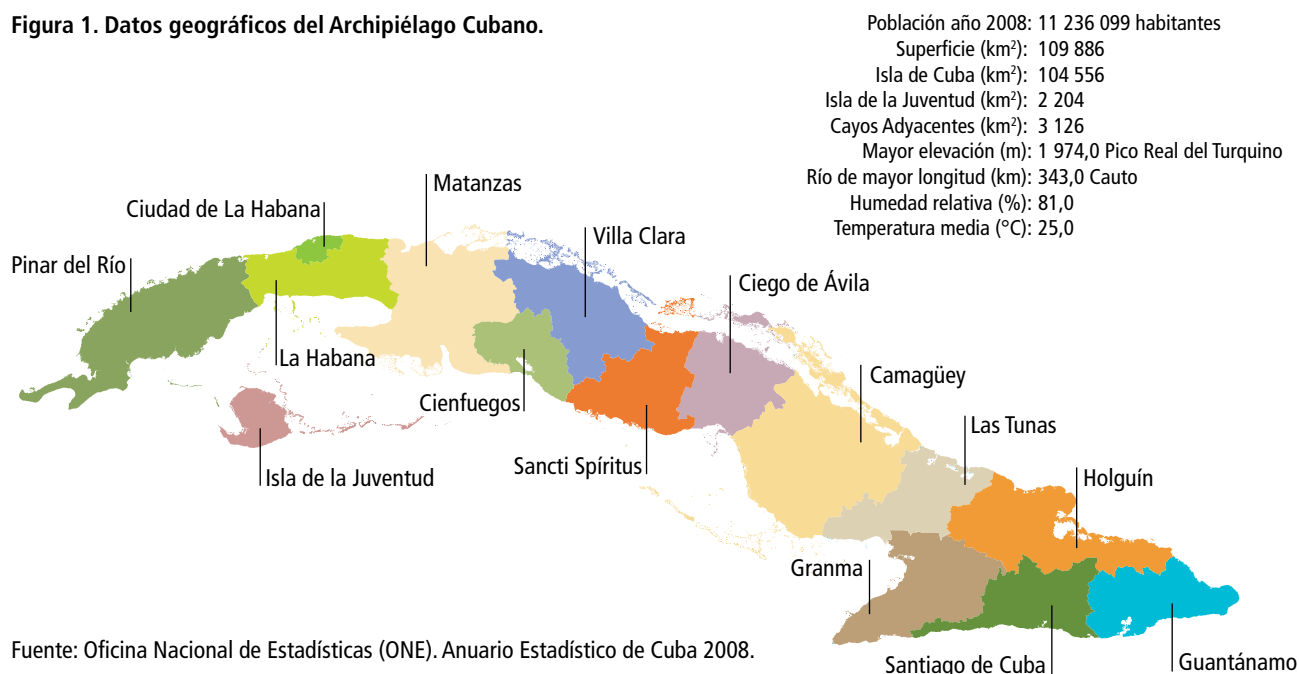 Figura 1. Datos geográficos del Archipiélago Cubano.
Población año 2008: 11 236 099 habitantes
Superficie (km²): 109 886
Isla de Cuba (km²): 104 556
Isla de la Juventud (km²): 2 204
Cayos Adyacentes (km²): 3 126
Mayor elevación (m): 1 974,0 Pico Real del Turquino
Río de mayor longitud (km): 343,0 Cauto
Humedad relativa (%): 81,0
Temperatura media (°C): 25,0
Matanzas
Ciudad de La Habana
Villa Clara
Pinar del Río
Ciego de Ávila
La Habana
Camagüey
Cienfuegos
Las Tunas
Sancti Spíritus
Isla de la Juventud
Holguín
Granma
Fuente: Oficina Nacional de Estadísticas (ONE). Anuario Estadístico de Cuba 2008.
Santiago de Cuba
Guantánamo